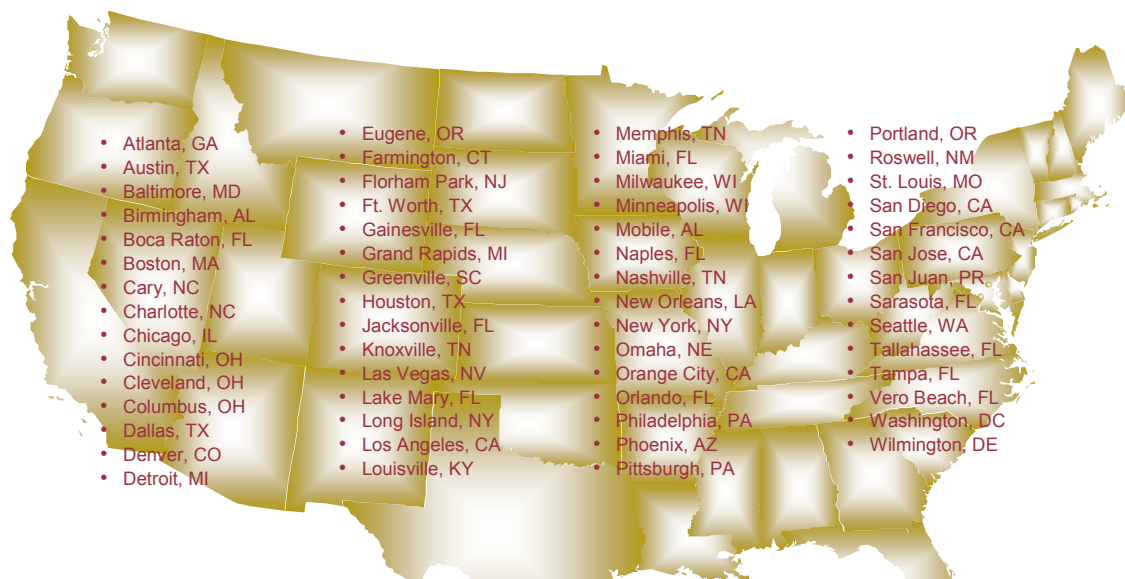 • Atlanta, GA
• Austin, TX
• Baltimore, MD
• Birmingham, AL
• Boca Raton, FL
• Boston, MA
• Cary, NC
• Charlotte, NC
• Chicago, IL
• Cincinnati, OH
• Cleveland, OH
• Columbus, OH
• Dallas, TX
• Denver, CO
• Detroit, MI
• Eugene, OR
• Farmington, CT
• Florham Park, NJ
• Ft. Worth, TX
• Gainesville, FL
• Grand Rapids, MI
• Greenville, SC
• Houston, TX
• Jacksonville, FL
• Knoxville, TN
• Las Vegas, NV
• Lake Mary, FL
• Long Island, NY
• Los Angeles, CA
• Louisville, KY
• Memphis, TN
• Miami, FL
• Milwaukee, WI
• Minneapolis, WI
• Mobile, AL
• Naples, FL
• Nashville, TN
• New Orleans, LA
• New York, NY
• Omaha, NE
• Orange City, CA
• Orlando, FL
• Philadelphia, PA
• Phoenix, AZ
• Pittsburgh, PA
• Portland, OR
• Roswell, NM
• St. Louis, MO
• San Diego, CA
• San Francisco, CA
• San Jose, CA
• San Juan, PR
• Sarasota, FL
• Seattle, WA
• Tallahassee, FL
• Tampa, FL
• Vero Beach, FL
• Washington, DC
• Wilmington, DE